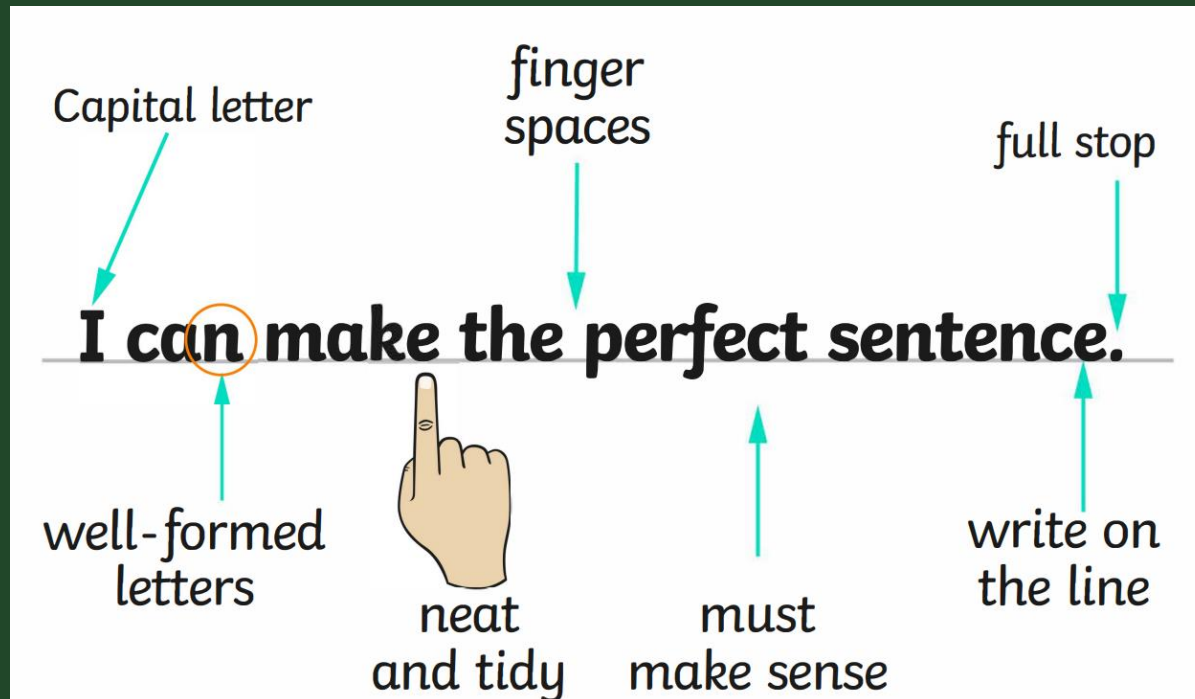 Capital letter
finger
spaces
full stop
I can make the perfect sentence.
well-formed
letters
neat
and tidy
must
make sense
write on
the line